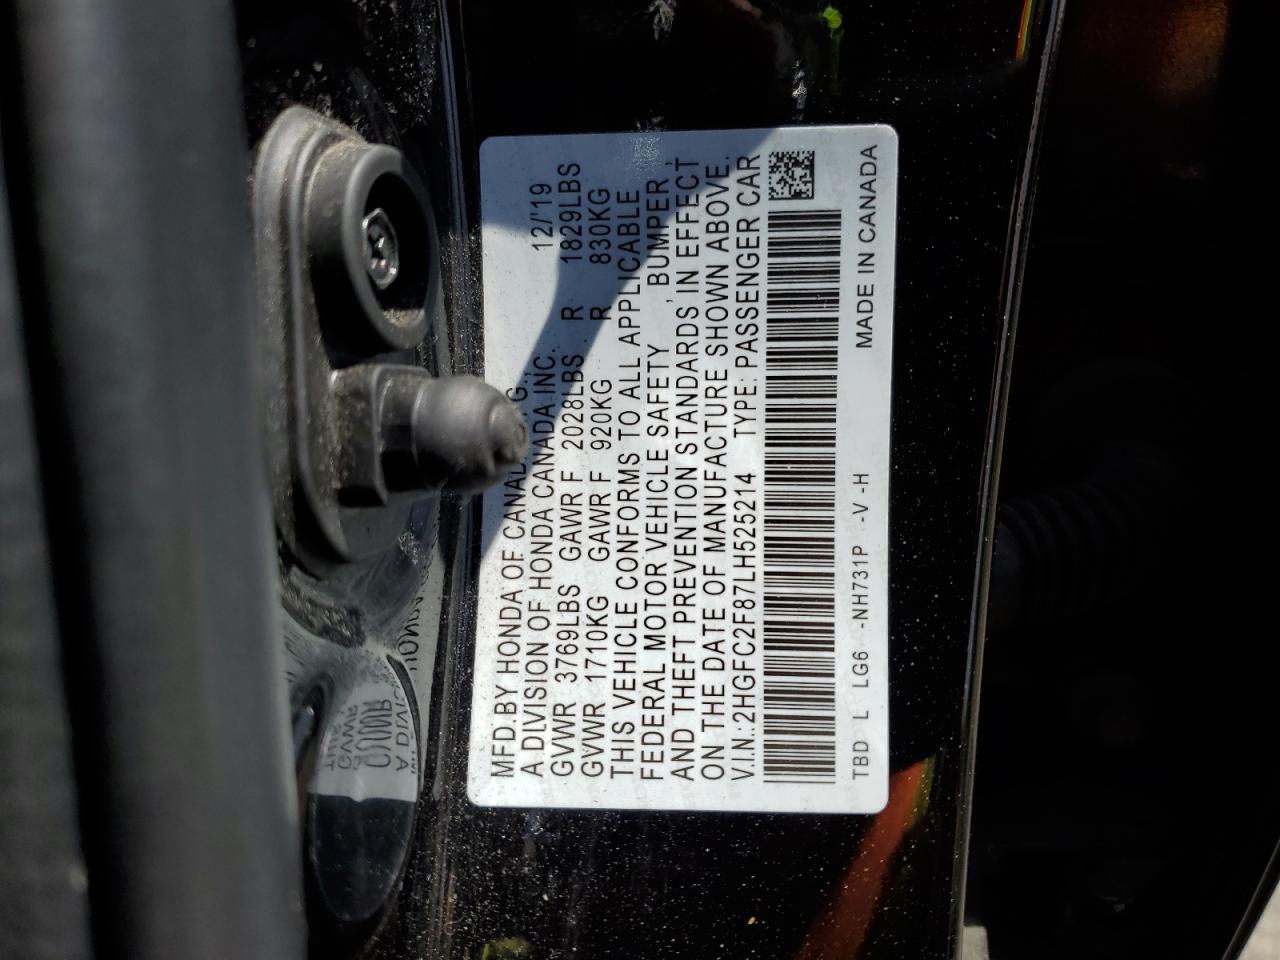 MFD.BY HONDA OF CANADA MFG.,
A DIVISION OF HONDA CANADA INC. 12/'19
GVWR 3769LBS GAWR F 2028LBS R 1829LBS
GVWR 1710KG GAWR F 920KG R 830KG
THIS VEHICLE CONFORMS TO ALL APPLICABLE
FEDERAL MOTOR VEHICLE SAFETY , BUMPER ,
AND THEFT PREVENTION STANDARDS IN EFFECT
ON THE DATE OF MANUFACTURE SHOWN ABOVE.
V.I.N.:2HGFC2F87LH525214 TYPE: PASSENGER CAR
TBD L LG6 -NH731P -V -H MADE IN CANADA